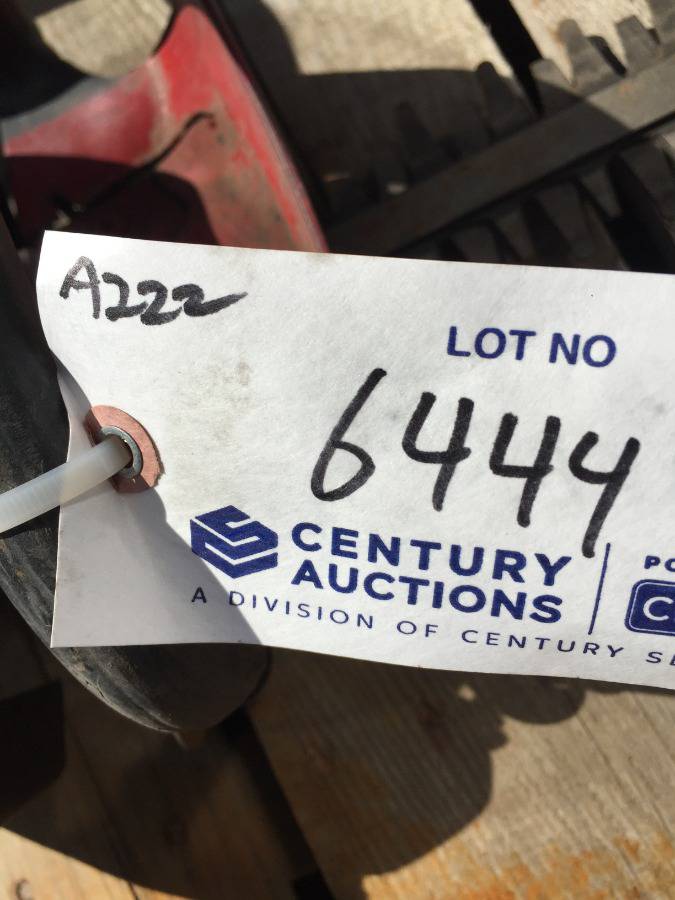 A222
LOT NO
6444
CENTURY
AUCTIONS
A DIVISION OF CENTURY